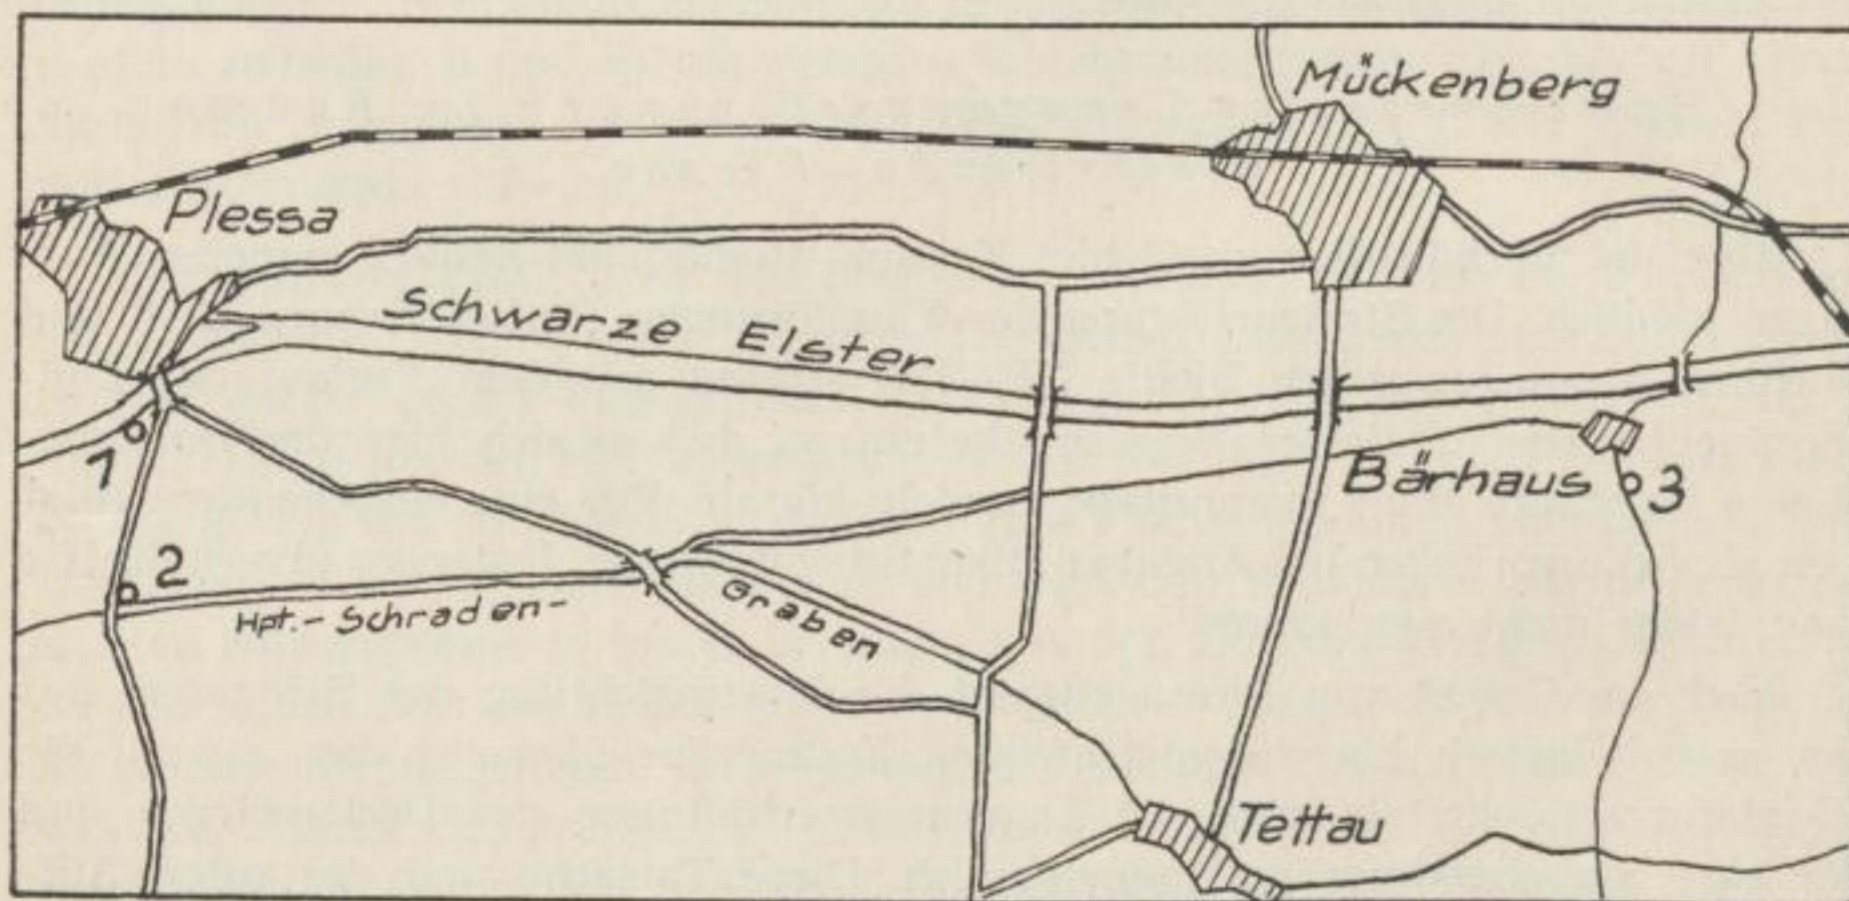 Mückenberg
Plessa
Schwarze Elster
1
Bärhaus
3
2
Hpt.-Schraden-
Graben
Tettau